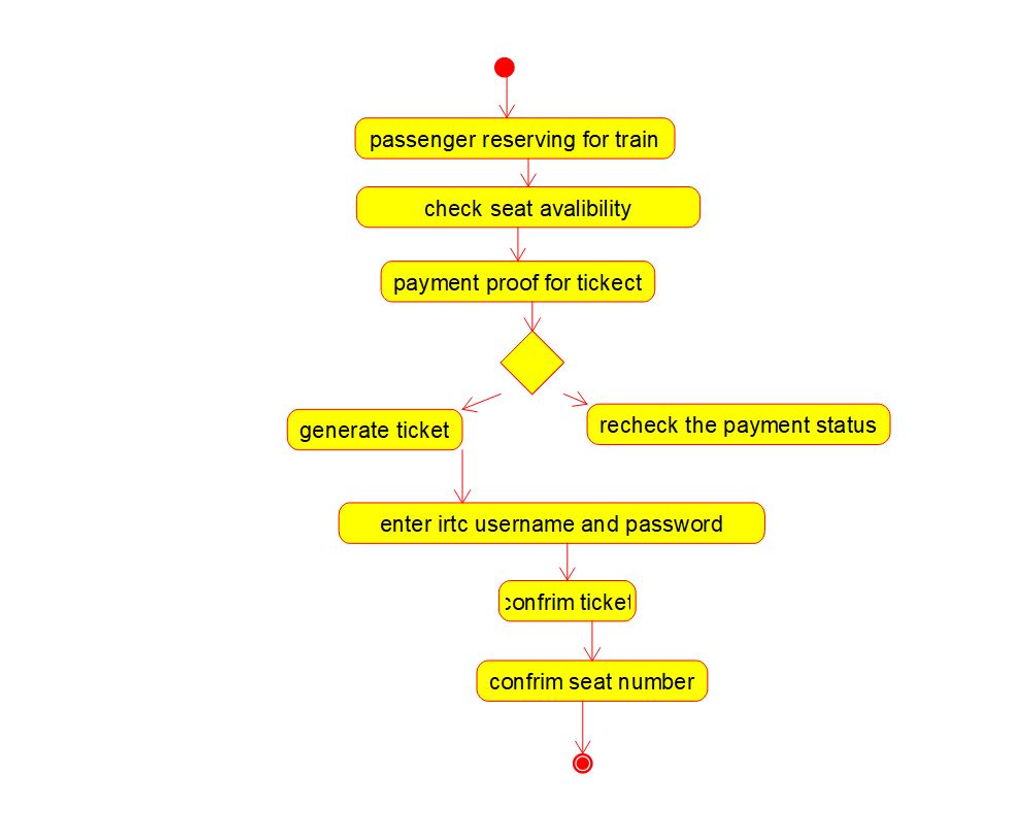 passenger reserving for train
check seat avalibility
payment proof for tickect
generate ticket
recheck the payment status
enter irtc username and password
confrim ticket
confrim seat number